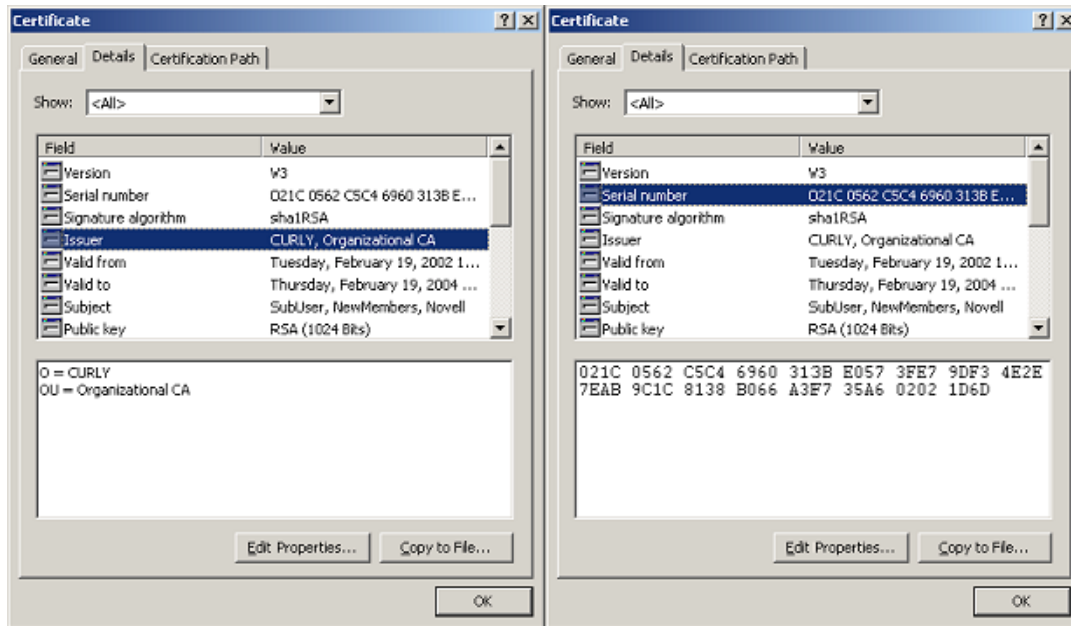 Certificate
General Details Certification Path
Show: <All>
Field Value
Version V3
Serial number 021C 0562 C5C4 6960 313B E...
Signature algorithm sha1RSA
Issuer CURLY, Organizational CA
Valid from Tuesday, February 19, 2002 1...
Valid to Thursday, February 19, 2004 ...
Subject SubUser, NewMembers, Novell
Public key RSA (1024 Bits)
O = CURLY
OU = Organizational CA
Edit Properties... Copy to File...
OK
Certificate
General Details Certification Path
Show: <All>
Field Value
Version V3
Serial number 021C 0562 C5C4 6960 313B E...
Signature algorithm sha1RSA
Issuer CURLY, Organizational CA
Valid from Tuesday, February 19, 2002 1...
Valid to Thursday, February 19, 2004 ...
Subject SubUser, NewMembers, Novell
Public key RSA (1024 Bits)
021C 0562 C5C4 6960 313B E057 3FE7 9DF3 4E2E
7EAB 9C1C 8138 B066 A3F7 35A6 0202 1D6D
Edit Properties... Copy to File...
OK